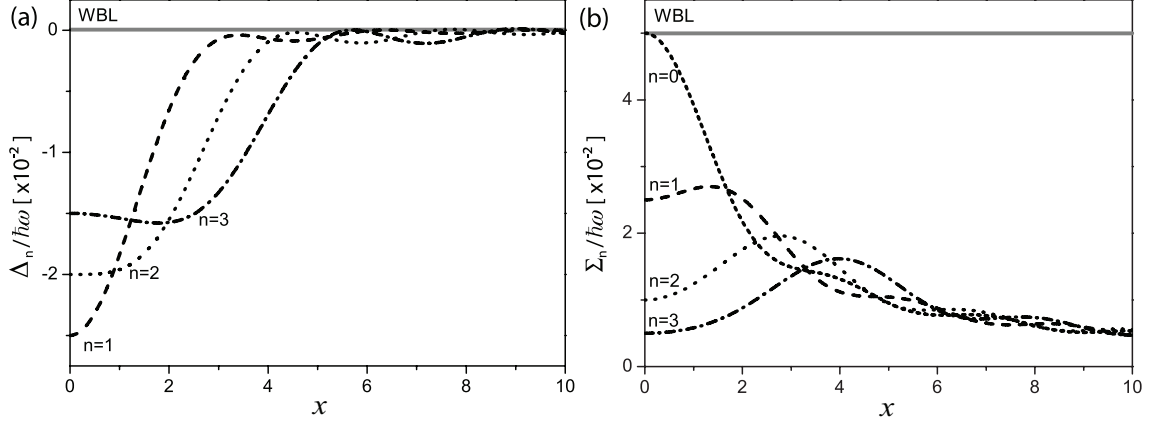 (a)
WBL
0
-1
-2
Δn/ħω [ x10⁻² ]
n=3
n=2
n=1
0 2 4 6 8 10
x
(b)
WBL
n=0
4
n=1
2
n=2
n=3
0
Σn/ħω [ x10⁻² ]
0 2 4 6 8 10
x